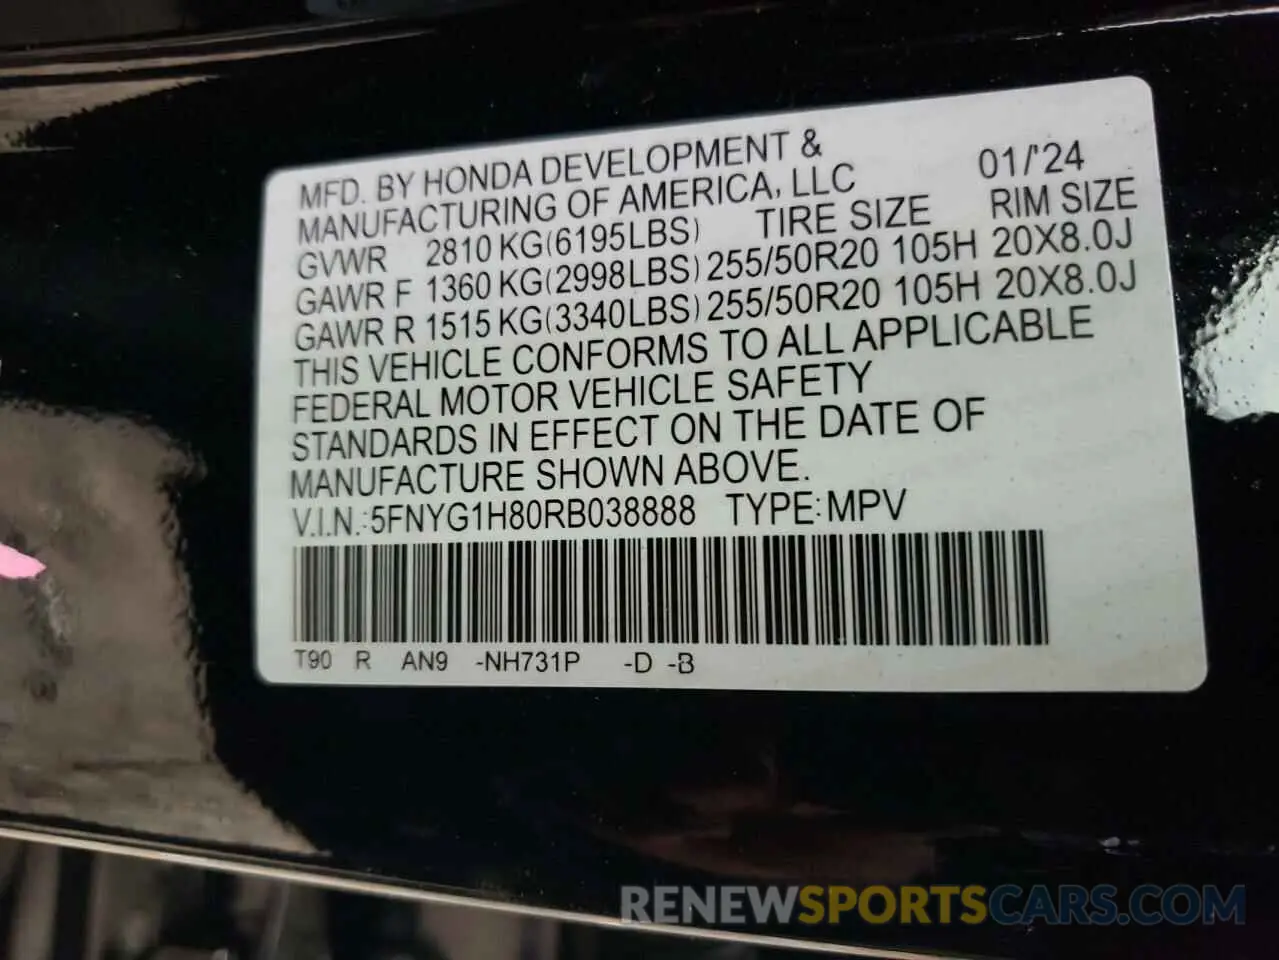 MFD. BY HONDA DEVELOPMENT & 01/'24
MANUFACTURING OF AMERICA, LLC
GVWR 2810 KG(6195LBS) TIRE SIZE RIM SIZE
GAWR F 1360 KG(2998LBS) 255/50R20 105H 20X8.0J
GAWR R 1515 KG(3340LBS) 255/50R20 105H 20X8.0J
THIS VEHICLE CONFORMS TO ALL APPLICABLE
FEDERAL MOTOR VEHICLE SAFETY
STANDARDS IN EFFECT ON THE DATE OF
MANUFACTURE SHOWN ABOVE.
V.I.N.:5FNYG1H80RB038888 TYPE:MPV
T90 R AN9 -NH731P -D -B
RENEWSPORTSCARS.COM